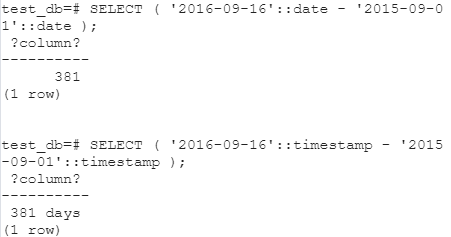 test_db=# SELECT ( '2016-09-16'::date - '2015-09-0
1'::date );
 ?column?
----------
      381
(1 row)
test_db=# SELECT ( '2016-09-16'::timestamp - '2015
-09-01'::timestamp );
 ?column?
----------
 381 days
(1 row)